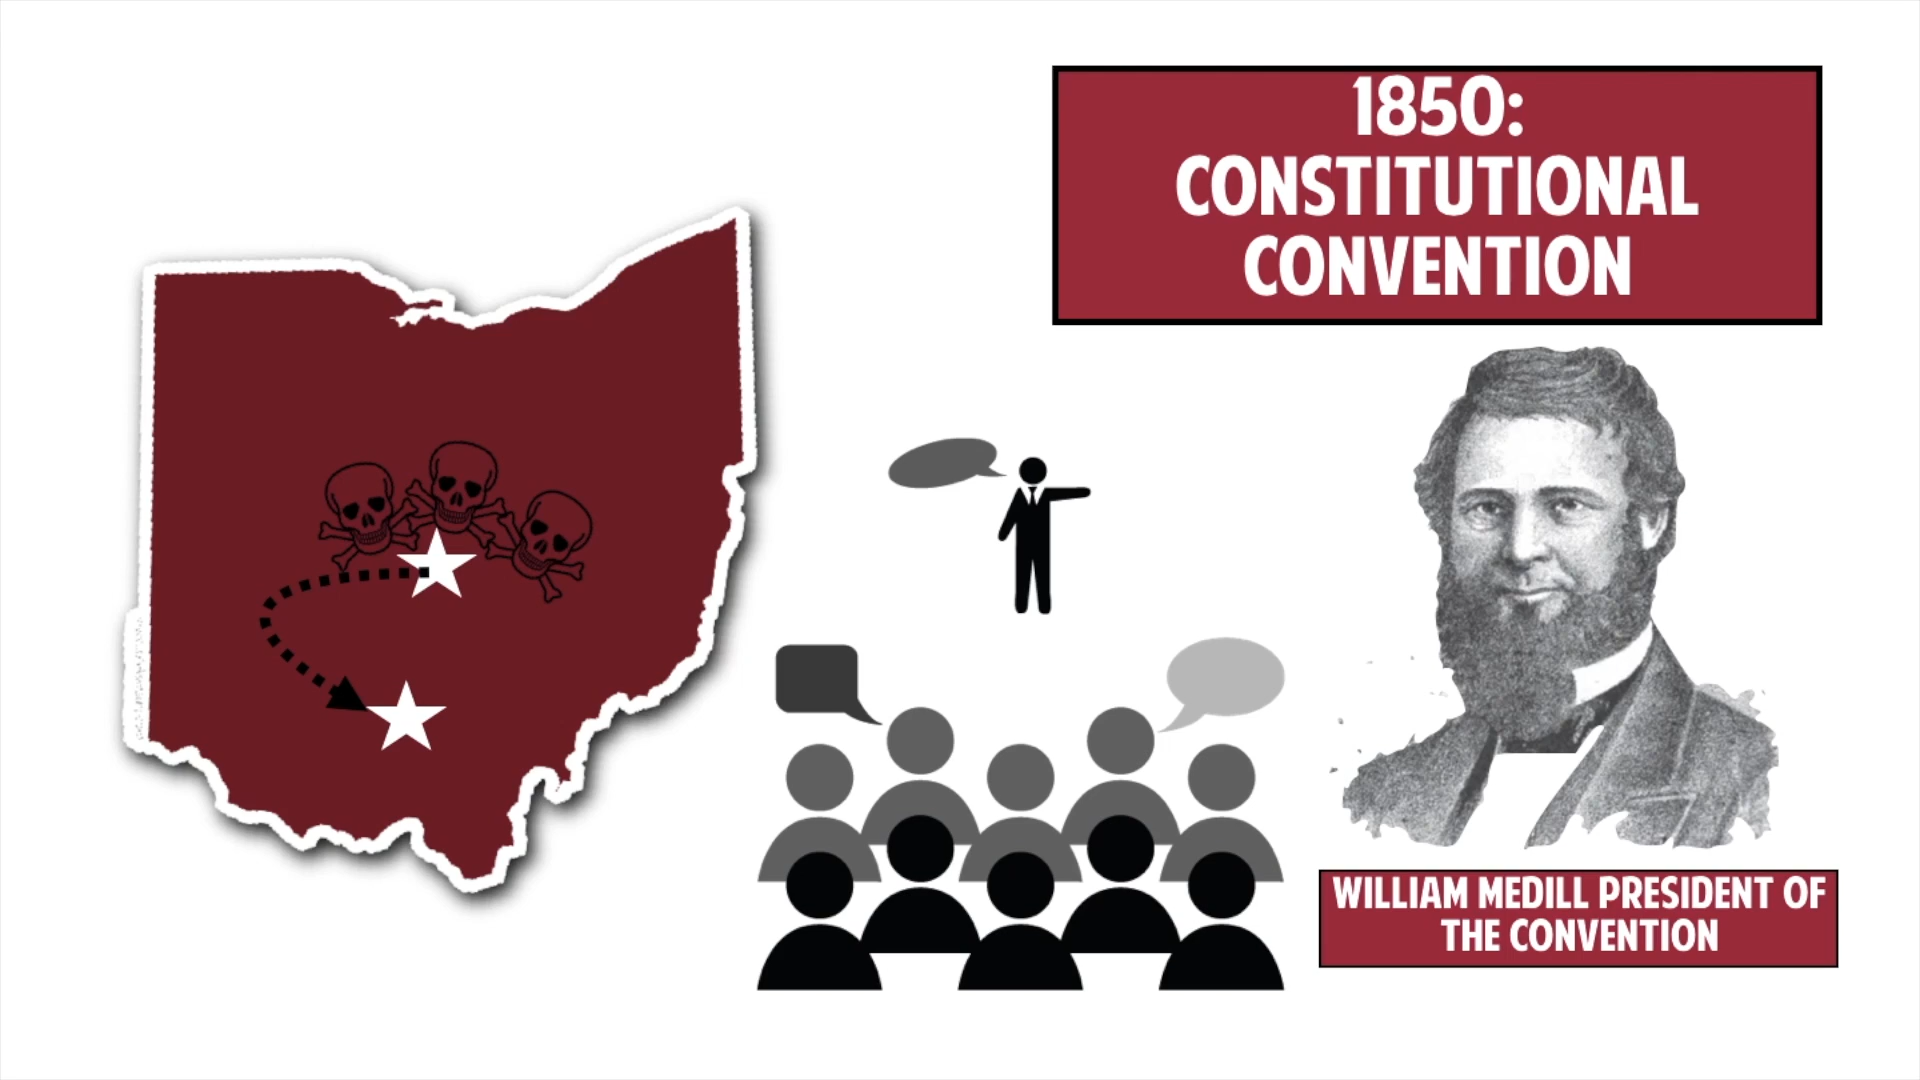 1850:
CONSTITUTIONAL
CONVENTION
WILLIAM MEDILL PRESIDENT OF
THE CONVENTION